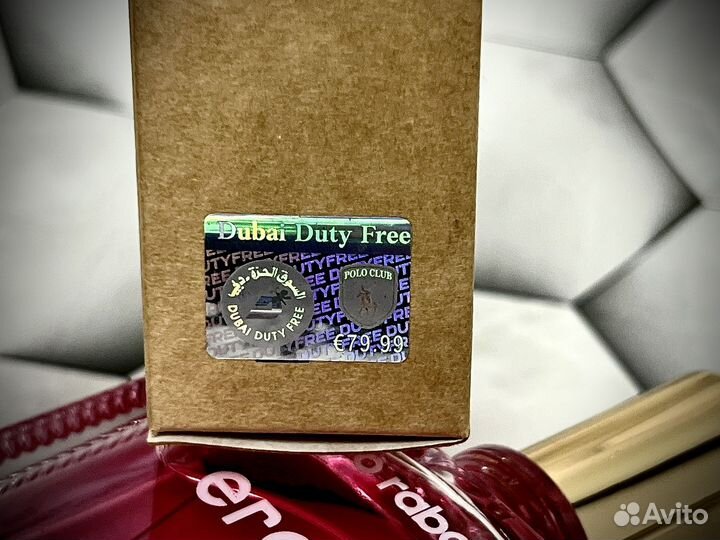 Dubai Duty Free
السوق الحرة - دبي
DUBAI DUTY FREE
POLO CLUB
€79.99
Avito